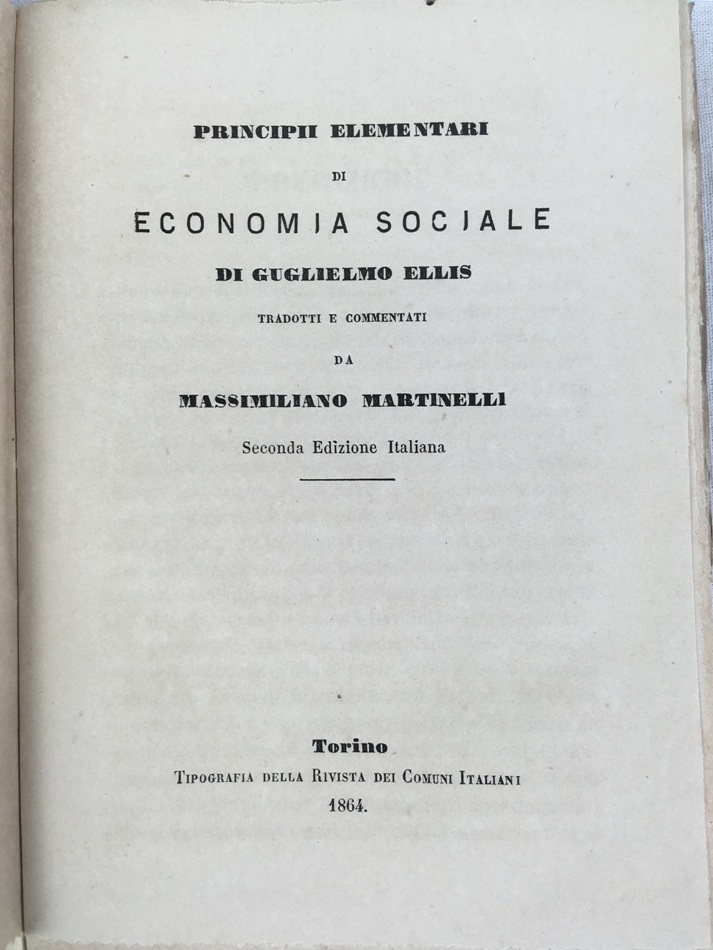 PRINCIPII ELEMENTARI
DI
ECONOMIA SOCIALE
DI GUGLIELMO ELLIS
TRADOTTI E COMMENTATI
DA
MASSIMILIANO MARTINELLI
Seconda Edizione Italiana
Torino
TIPOGRAFIA DELLA RIVISTA DEI COMUNI ITALIANI
1864.